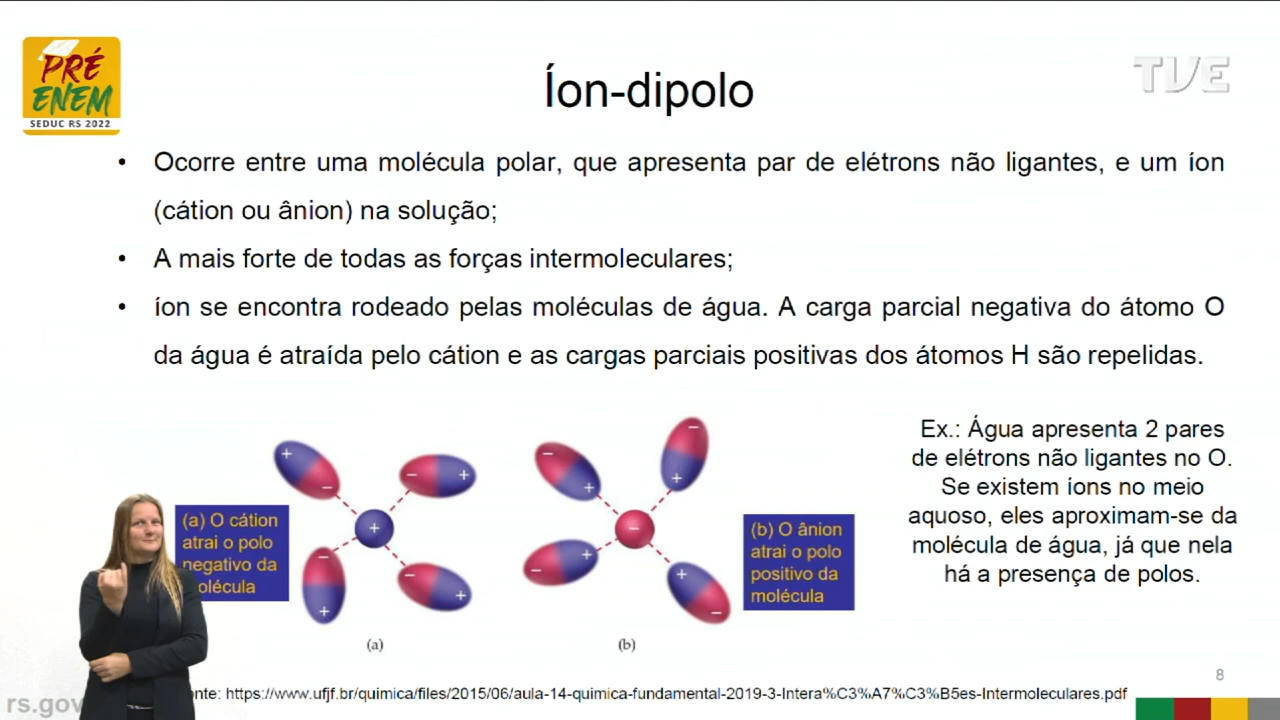 PRÉ
ENEM
SEDUC RS 2022
TVE
Íon-dipolo
• Ocorre entre uma molécula polar, que apresenta par de elétrons não ligantes, e um íon
(cátion ou ânion) na solução;
• A mais forte de todas as forças intermoleculares;
• íon se encontra rodeado pelas moléculas de água. A carga parcial negativa do átomo O
da água é atraída pelo cátion e as cargas parciais positivas dos átomos H são repelidas.
(a) O cátion
atrai o polo
negativo da
olécula
+ −
− +
+
− +
− +
(a)
− +
− +
−
− +
+ −
(b)
(b) O ânion
atrai o polo
positivo da
molécula
Ex.: Água apresenta 2 pares
de elétrons não ligantes no O.
Se existem íons no meio
aquoso, eles aproximam-se da
molécula de água, já que nela
há a presença de polos.
8
rs.gov
onte: https://www.ufjf.br/quimica/files/2015/06/aula-14-quimica-fundamental-2019-3-Intera%C3%A7%C3%B5es-Intermoleculares.pdf